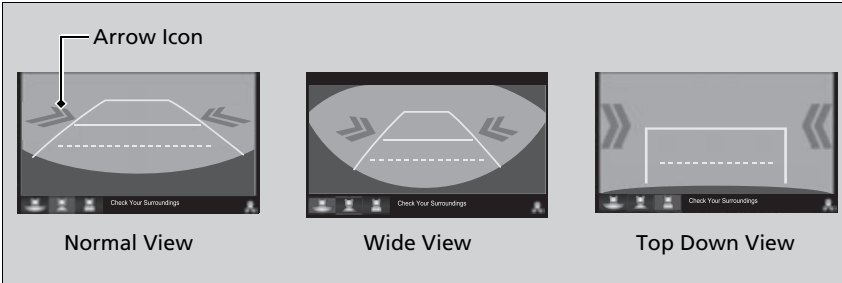 Arrow Icon
Check Your Surroundings
Check Your Surroundings
Check Your Surroundings
Normal View
Wide View
Top Down View